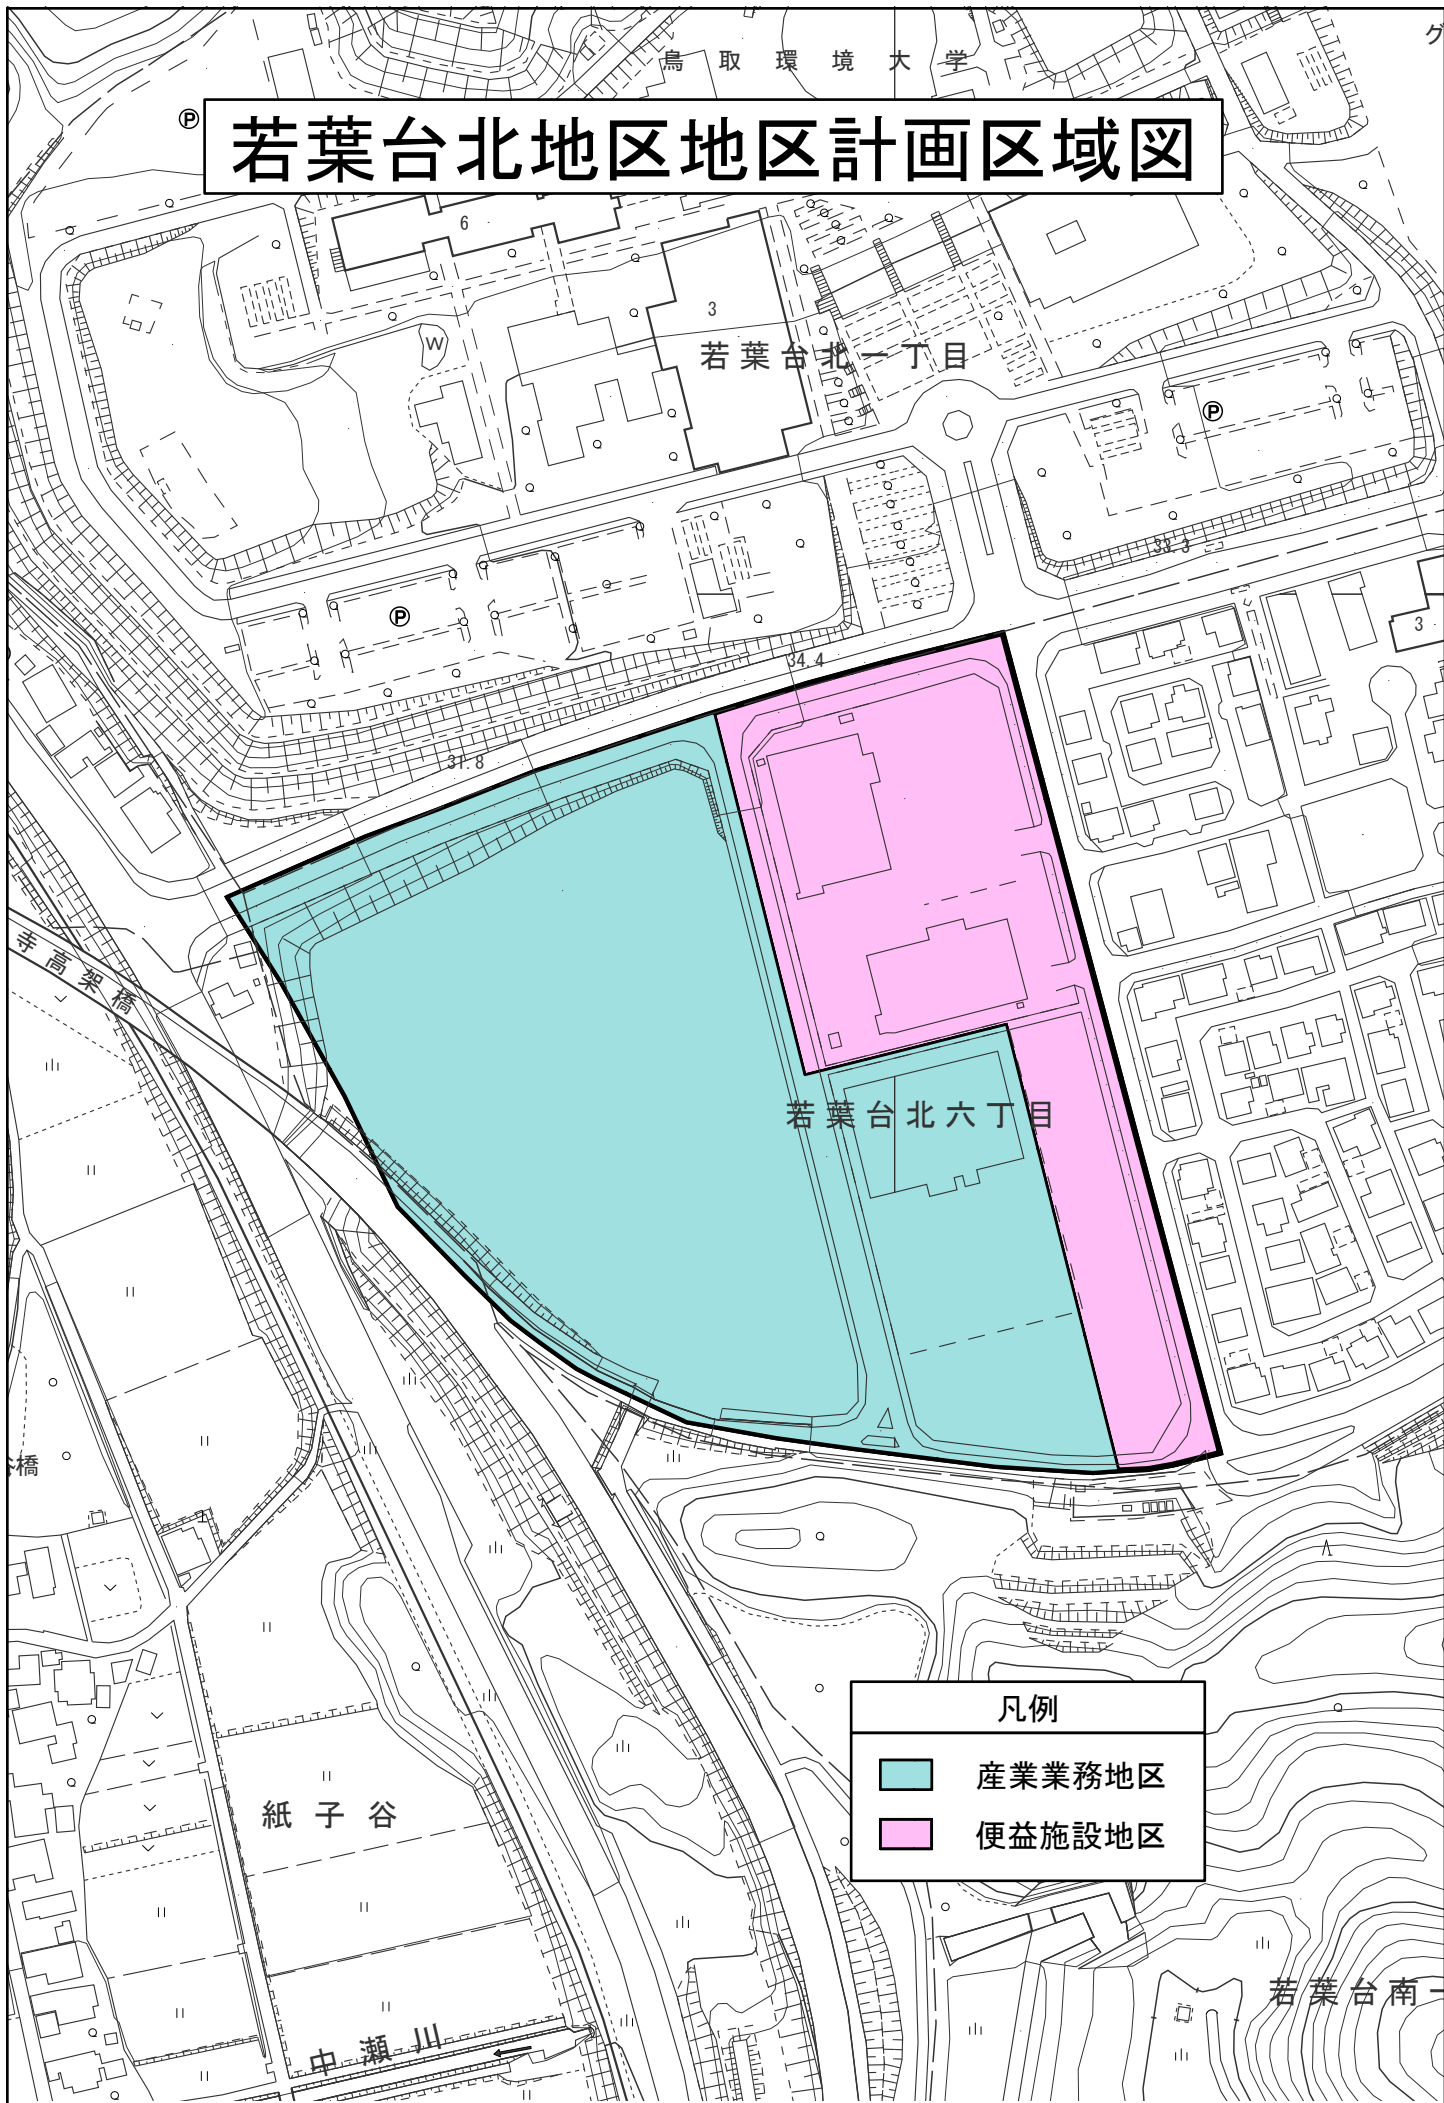 グ
鳥取環境大学
P
若葉台北地区地区計画区域図
6
3
W
若葉台北一丁目
P
33.3
P
3
34.4
31.8
寺高架橋
若葉台北六丁目
橋
凡例
産業業務地区
便益施設地区
紙子谷
若葉台南一
中瀬川